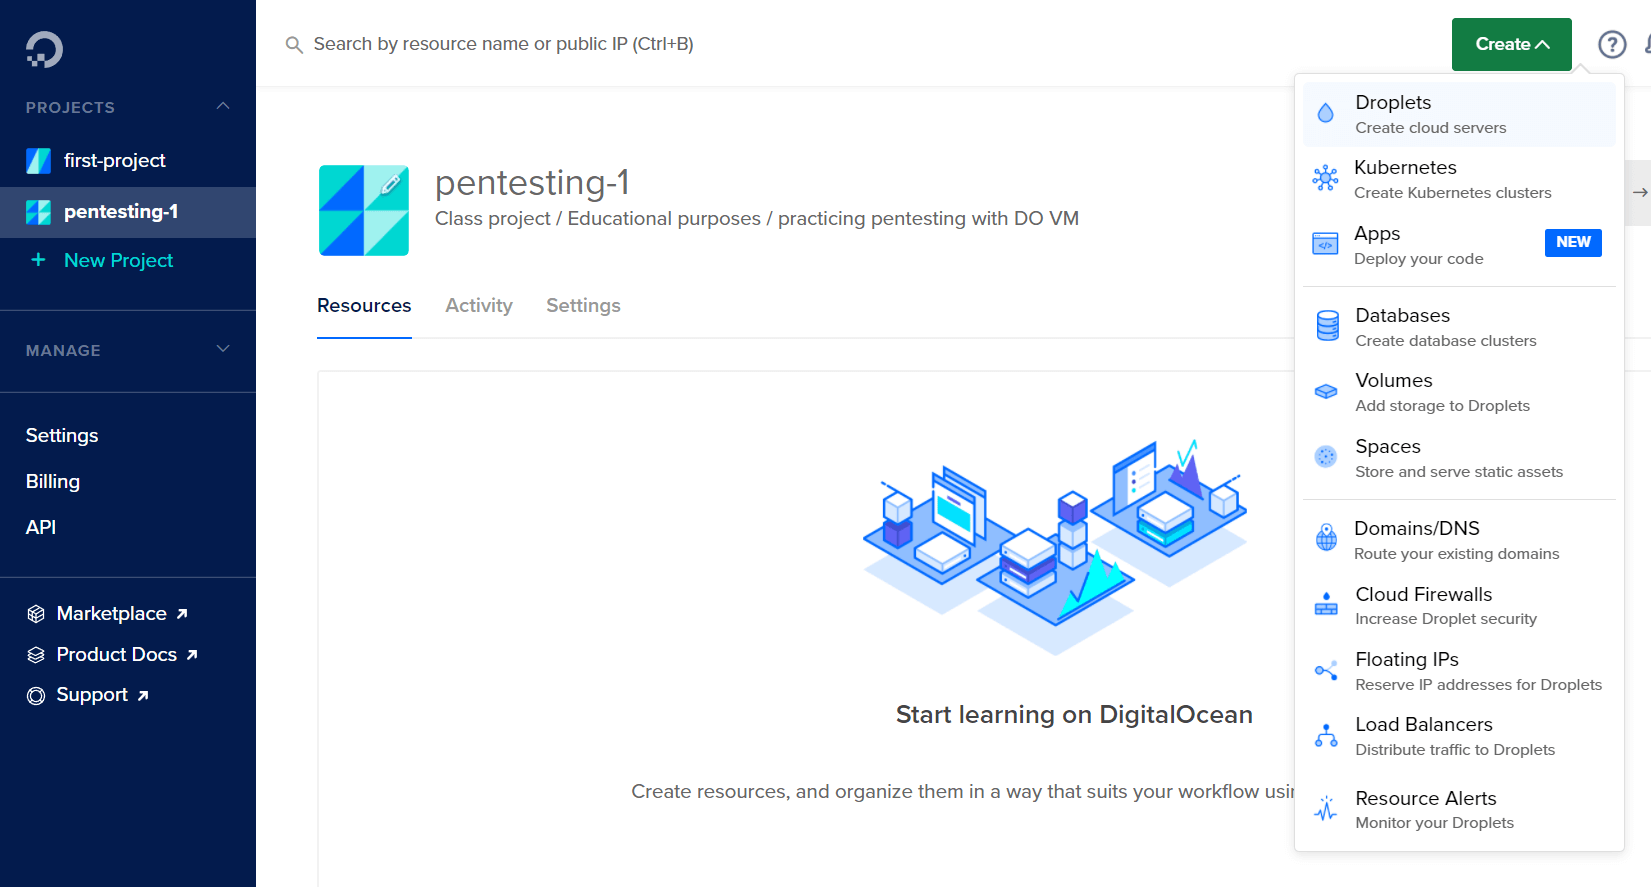 PROJECTS
first-project
pentesting-1
+ New Project
MANAGE
Settings
Billing
API
Marketplace
Product Docs
Support
Search by resource name or public IP (Ctrl+B)
Create
?
pentesting-1
Class project / Educational purposes / practicing pentesting with DO VM
Resources Activity Settings
Start learning on DigitalOcean
Create resources, and organize them in a way that suits your workflow
Droplets
Create cloud servers
Kubernetes
Create Kubernetes clusters
Apps
Deploy your code
NEW
Databases
Create database clusters
Volumes
Add storage to Droplets
Spaces
Store and serve static assets
Domains/DNS
Route your existing domains
Cloud Firewalls
Increase Droplet security
Floating IPs
Reserve IP addresses for Droplets
Load Balancers
Distribute traffic to Droplets
Resource Alerts
Monitor your Droplets